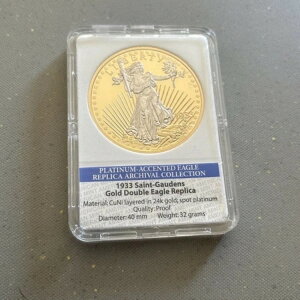 LIBERTY
PLATINUM-ACCENTED EAGLE
REPLICA ARCHIVAL COLLECTION
1933 Saint-Gaudens
Gold Double Eagle Replica
Material: CuNi layered in 24k gold; spot platinum
Quality: Proof
Diameter: 40 mm Weight: 32 grams